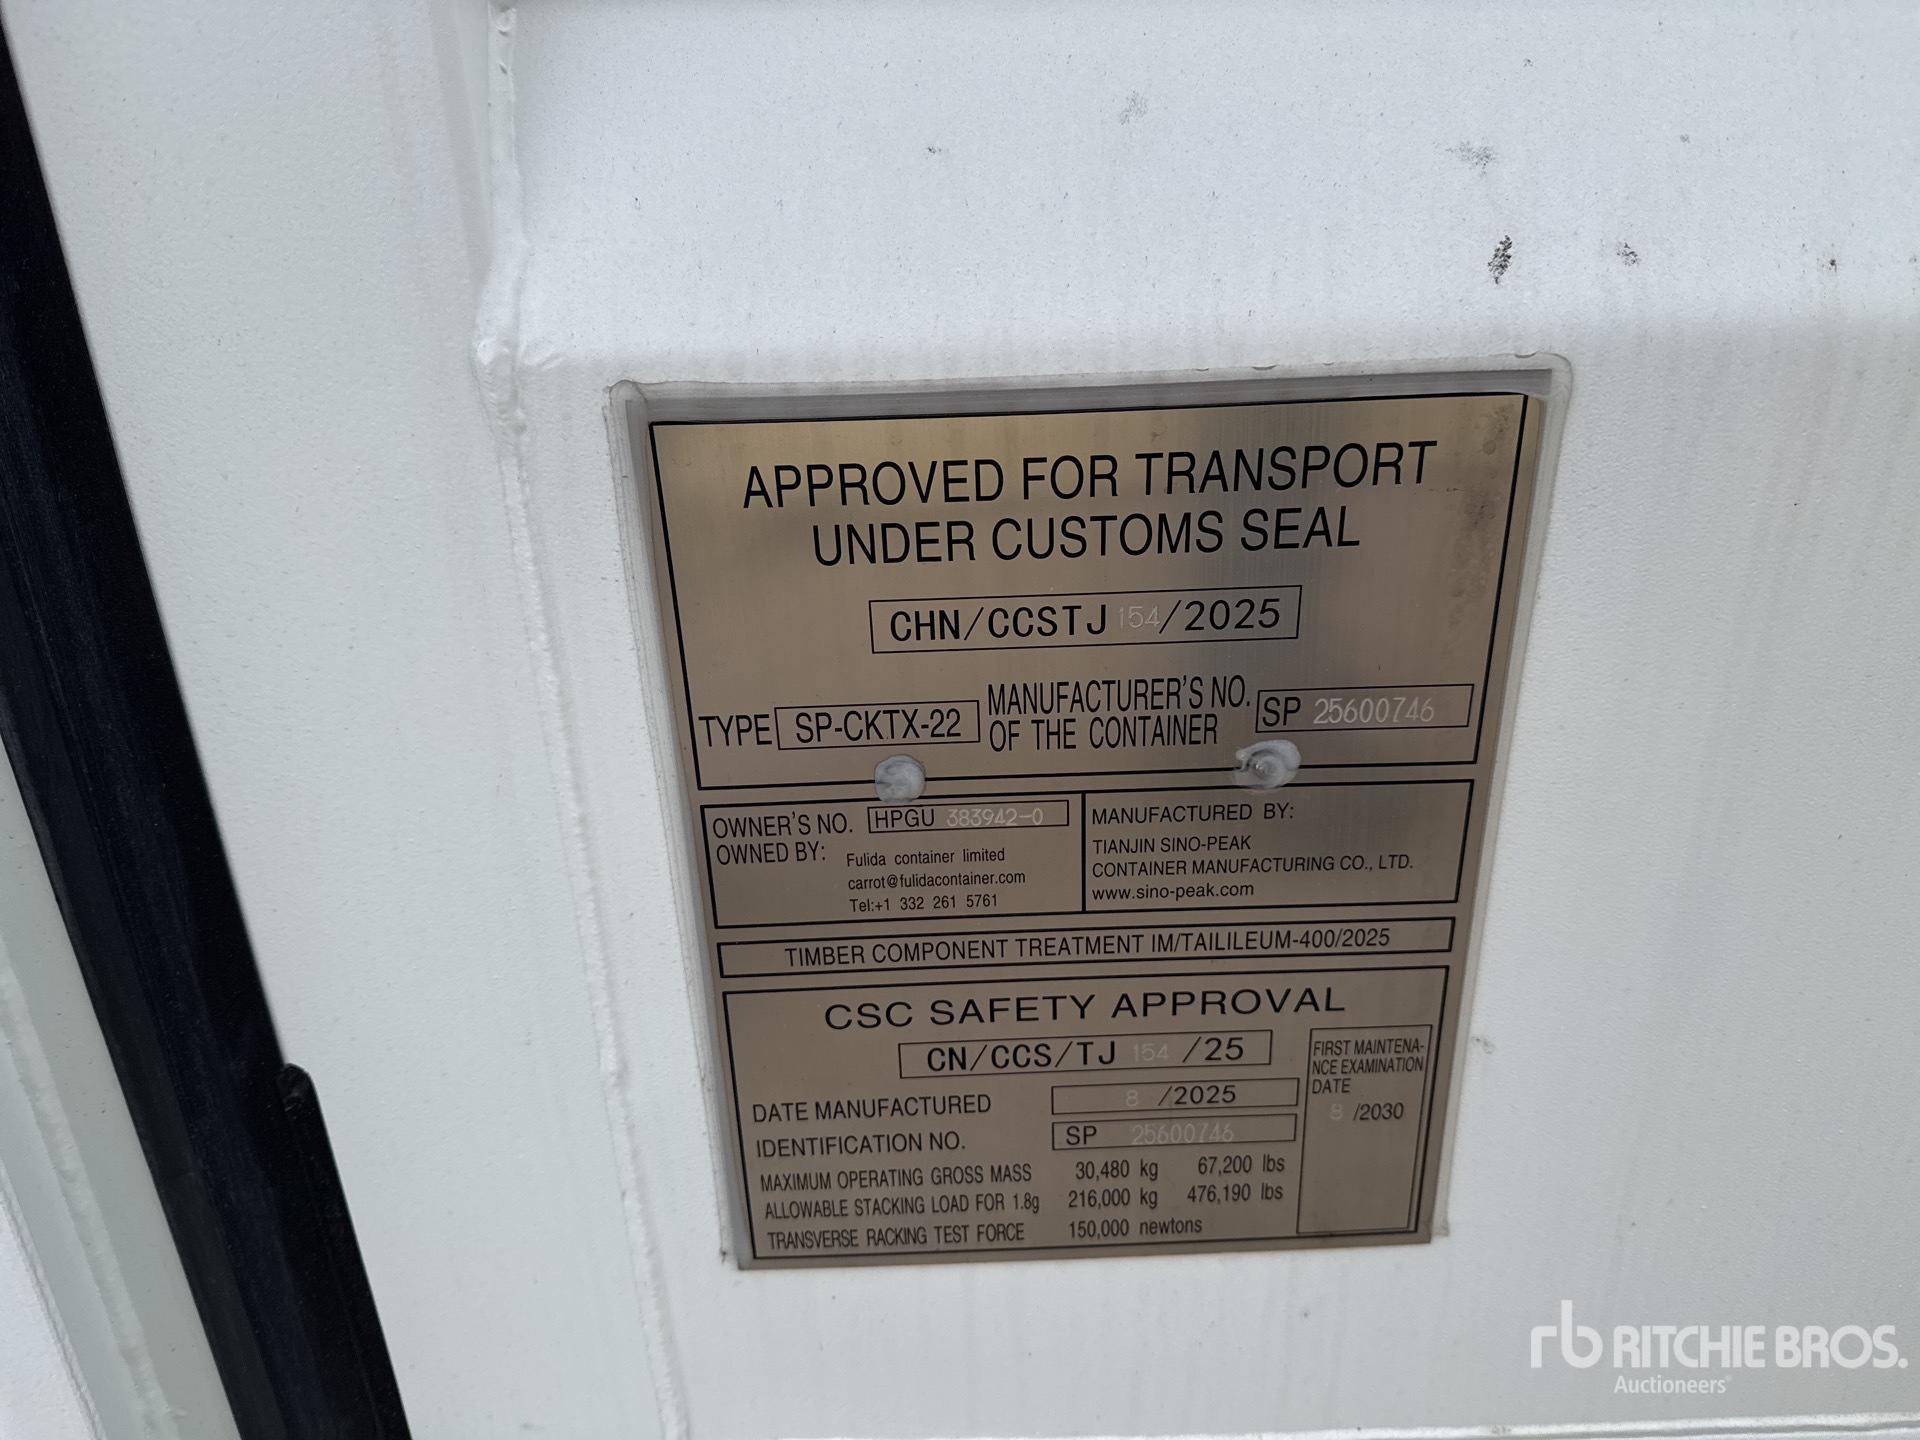 APPROVED FOR TRANSPORT
UNDER CUSTOMS SEAL
CHN/CCSTJ 154/2025
TYPE SP-CKTX-22 MANUFACTURER'S NO. OF THE CONTAINER SP 25600746
OWNER'S NO. HPGU 383942-0
OWNED BY: Fulida container limited
carrot@fulidacontainer.com
Tel:+1 332 261 5761
MANUFACTURED BY:
TIANJIN SINO-PEAK
CONTAINER MANUFACTURING CO., LTD.
www.sino-peak.com
TIMBER COMPONENT TREATMENT IM/TAILILEUM-400/2025
CSC SAFETY APPROVAL
CN/CCS/TJ 154 /25
DATE MANUFACTURED 8 /2025
IDENTIFICATION NO. SP 25600746
MAXIMUM OPERATING GROSS MASS 30,480 kg 67,200 lbs
ALLOWABLE STACKING LOAD FOR 1.8g 216,000 kg 476,190 lbs
TRANSVERSE RACKING TEST FORCE 150,000 newtons
FIRST MAINTENA-
NCE EXAMINATION
DATE
8 /2030
rb RITCHIE BROS.
Auctioneers